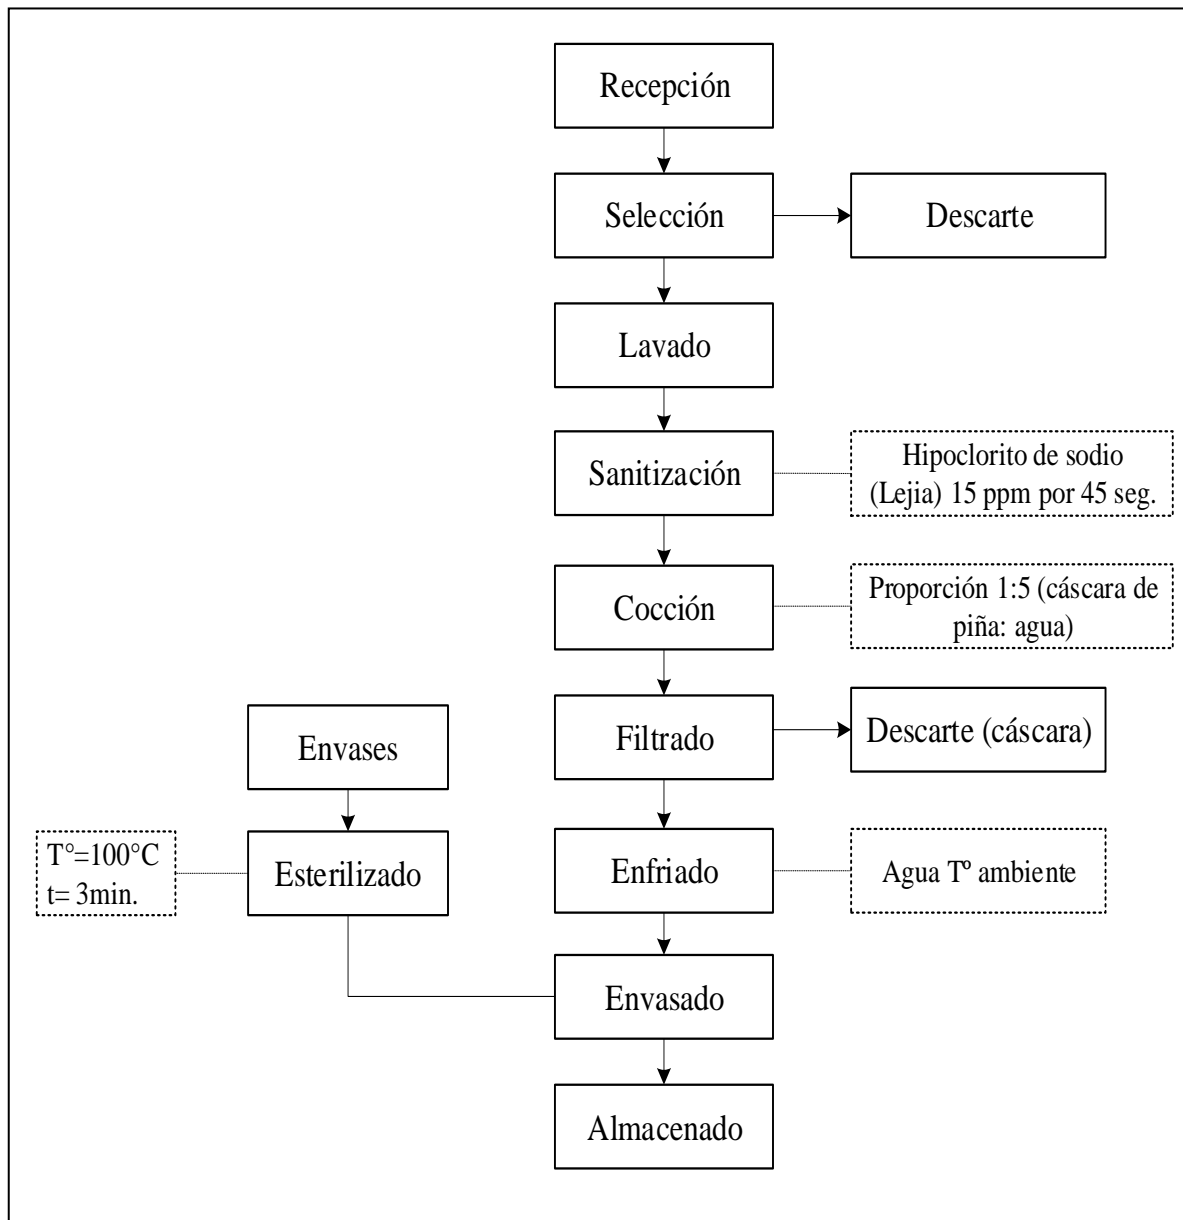 Recepción
Selección
Descarte
Lavado
Sanitización
Hipoclorito de sodio
(Lejia) 15 ppm por 45 seg.
Cocción
Proporción 1:5 (cáscara de
piña: agua)
Filtrado
Descarte (cáscara)
Envases
T°=100°C
t= 3min.
Esterilizado
Enfriado
Agua Tº ambiente
Envasado
Almacenado